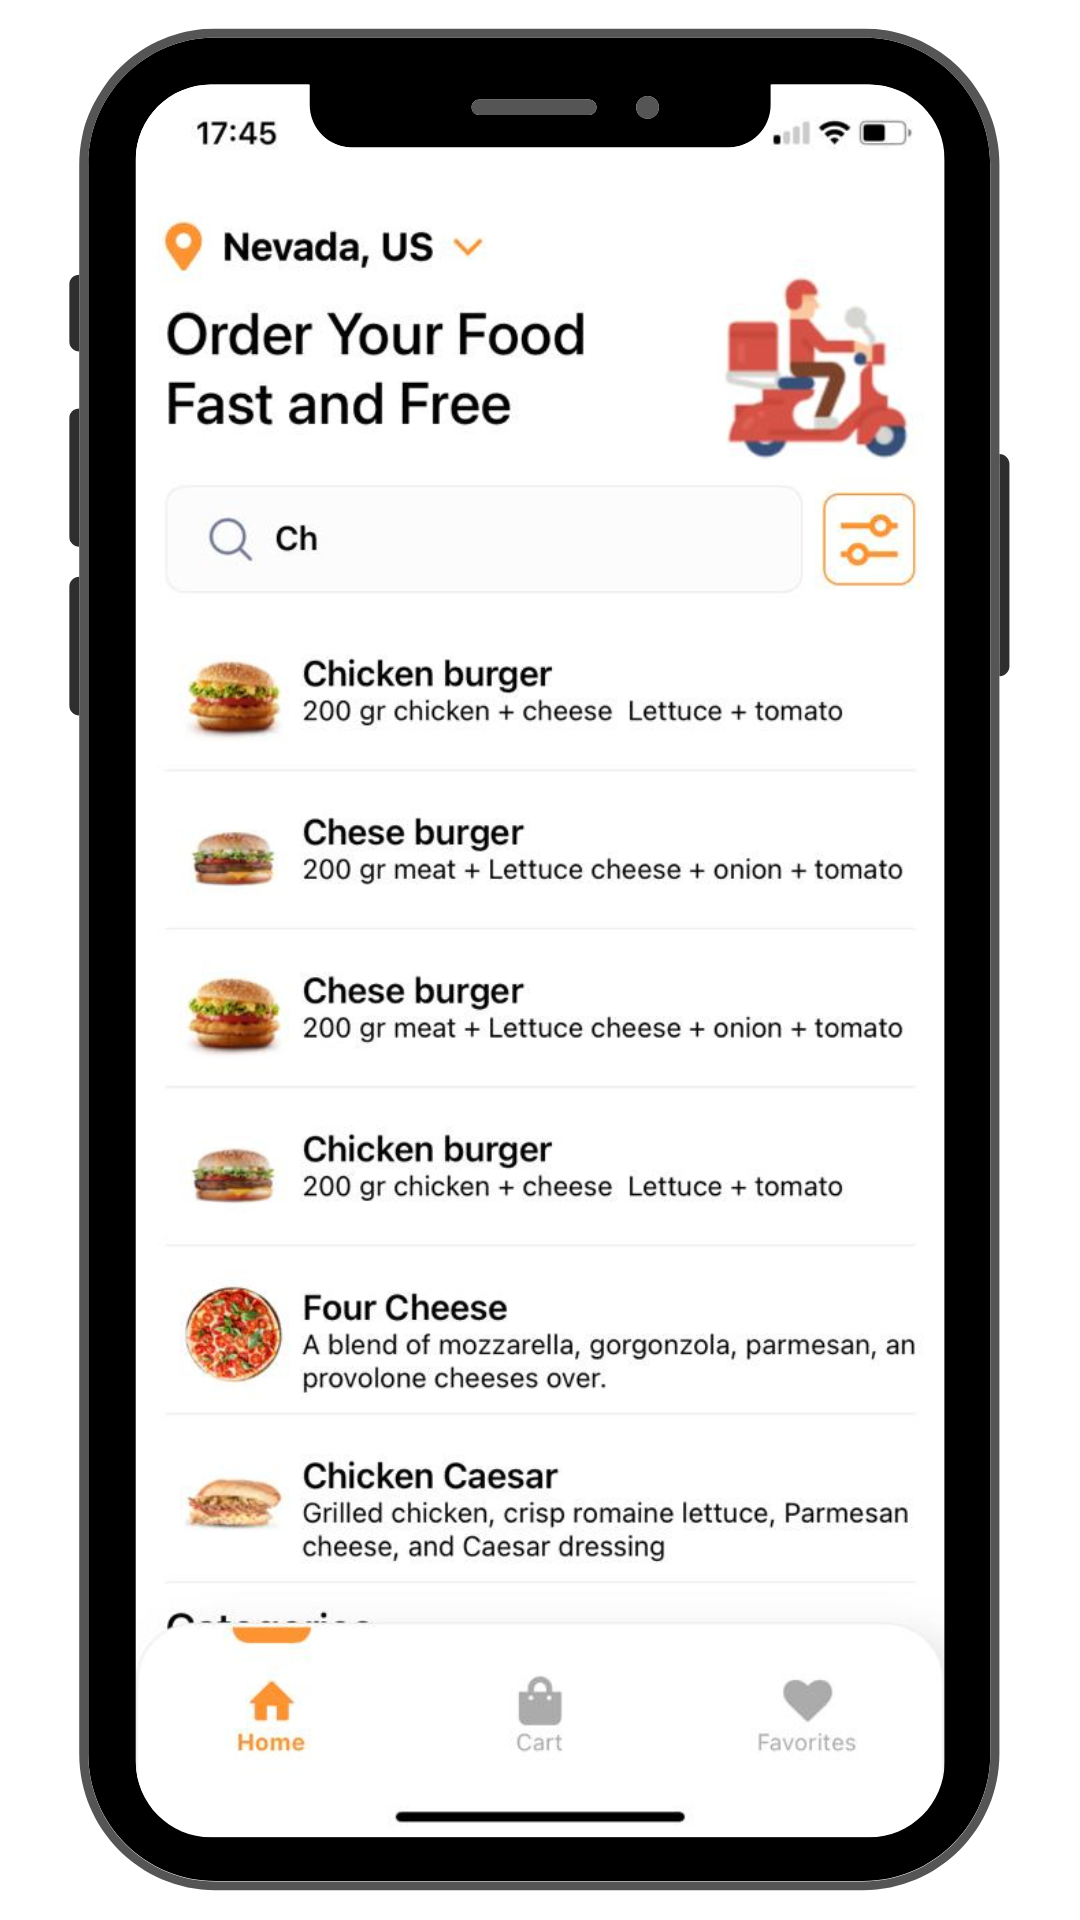 17:45
Nevada, US
Order Your Food
Fast and Free
Ch
Chicken burger
200 gr chicken + cheese  Lettuce + tomato
Chese burger
200 gr meat + Lettuce cheese + onion + tomato
Chese burger
200 gr meat + Lettuce cheese + onion + tomato
Chicken burger
200 gr chicken + cheese  Lettuce + tomato
Four Cheese
A blend of mozzarella, gorgonzola, parmesan, an
provolone cheeses over.
Chicken Caesar
Grilled chicken, crisp romaine lettuce, Parmesan
cheese, and Caesar dressing
Categories
Home
Cart
Favorites